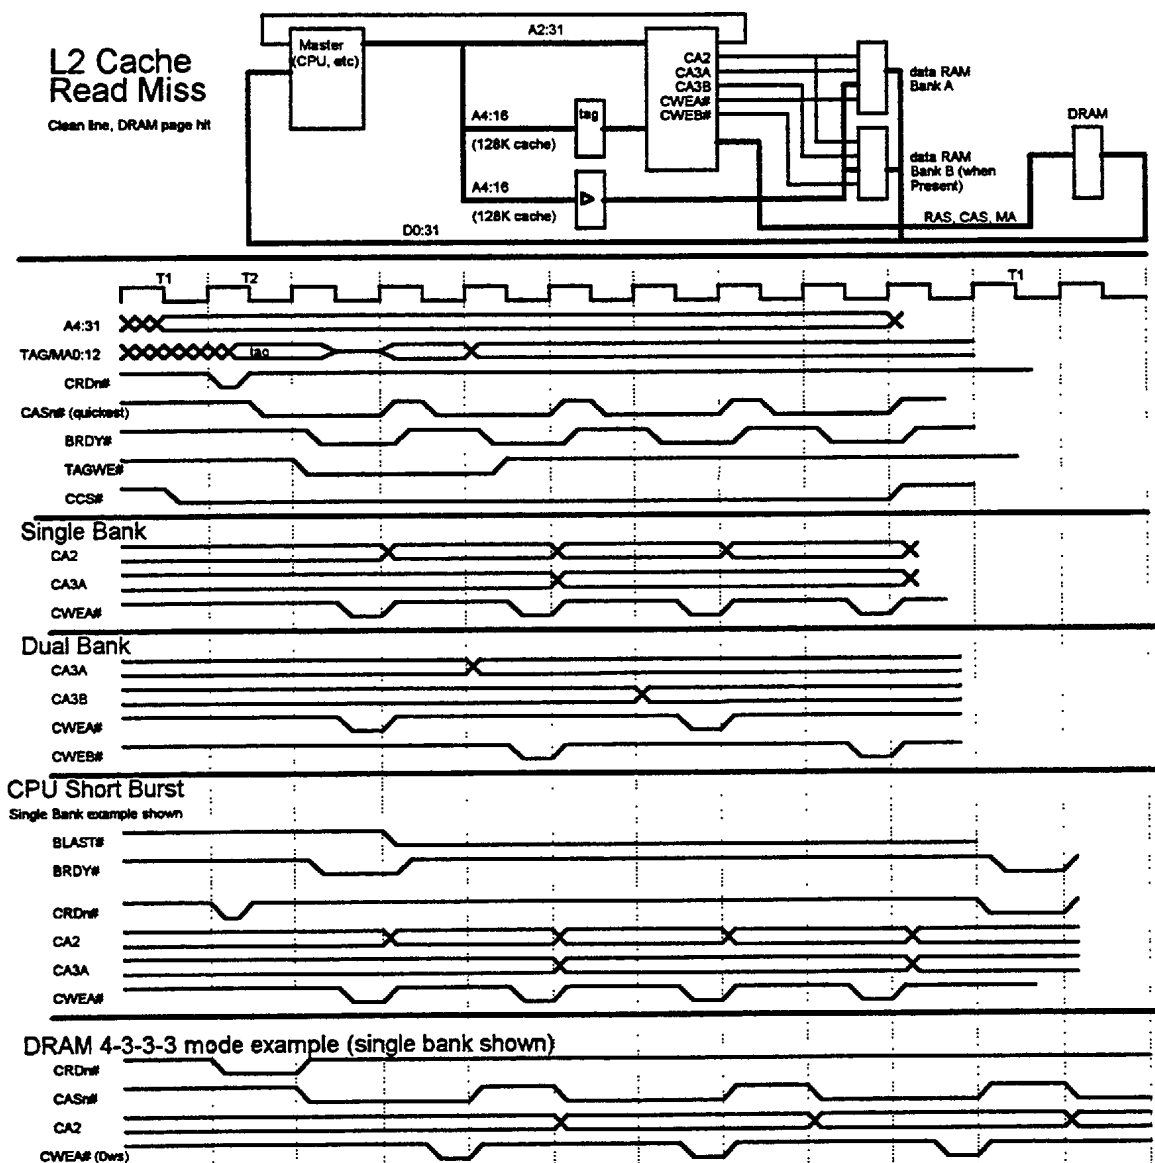 L2 Cache
Read Miss
Clean line, DRAM page hit
Master
(CPU, etc)
A2:31
CA2
CA3A
CA3B
CWEA#
CWEB#
data RAM
Bank A
A4:16
(128K cache)
tag
DRAM
data RAM
Bank B (when
Present)
A4:16
(128K cache)
RAS, CAS, MA
D0:31
T1 T2 T1
A4:31
TAG/MA0:12 tag
CRDn#
CASn# (quickest)
BRDY#
TAGWE#
CCS#
Single Bank
CA2
CA3A
CWEA#
Dual Bank
CA3A
CA3B
CWEA#
CWEB#
CPU Short Burst
Single Bank example shown
BLAST#
BRDY#
CRDn#
CA2
CA3A
CWEA#
DRAM 4-3-3-3 mode example (single bank shown)
CRDn#
CASn#
CA2
CWEA# (0ws)